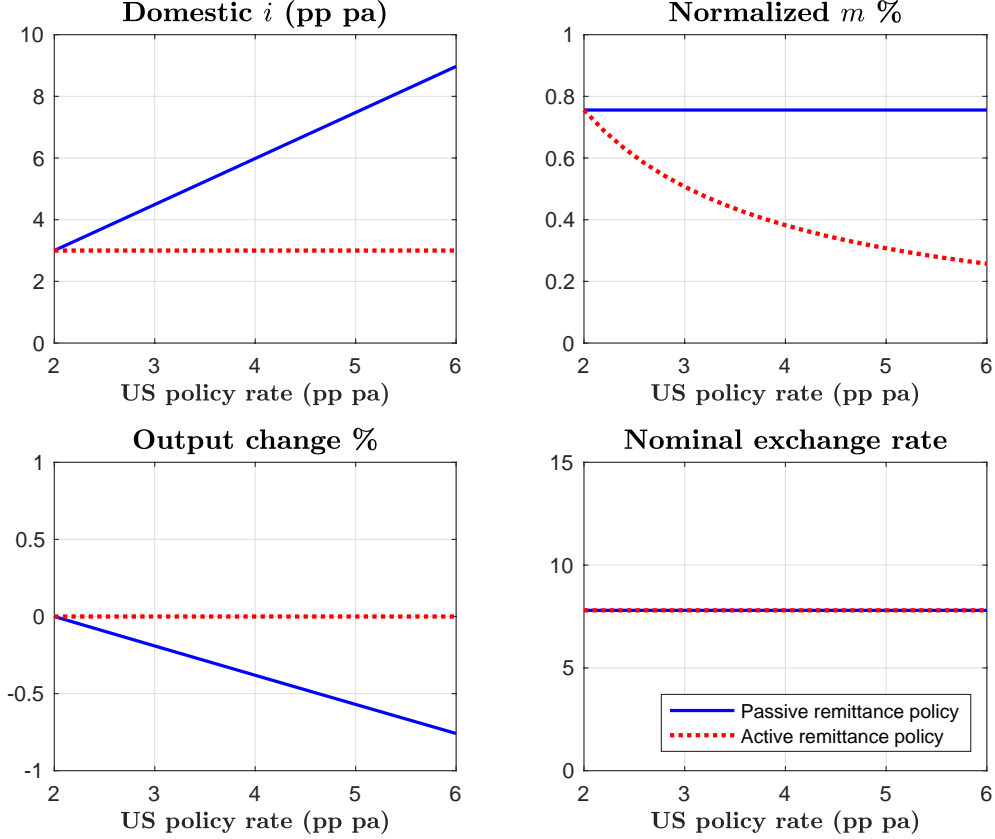 Domestic i (pp pa)
10
8
6
4
2
0
2 3 4 5 6
US policy rate (pp pa)
Normalized m %
1
0.8
0.6
0.4
0.2
0
2 3 4 5 6
US policy rate (pp pa)
Output change %
1
0.5
0
-0.5
-1
2 3 4 5 6
US policy rate (pp pa)
Nominal exchange rate
15
10
5
0
Passive remittance policy
Active remittance policy
2 3 4 5 6
US policy rate (pp pa)